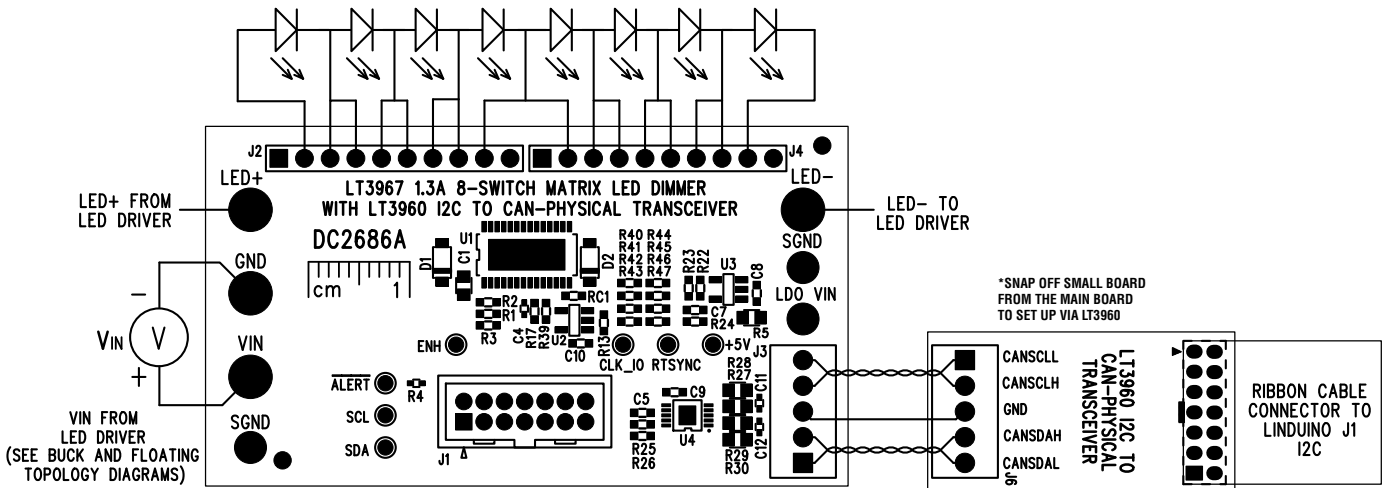 J2
J4
LED+
LED-
LT3967 1.3A 8-SWITCH MATRIX LED DIMMER
WITH LT3960 I2C TO CAN-PHYSICAL TRANSCEIVER
LED+ FROM
LED DRIVER
LED- TO
LED DRIVER
DC2686A
cm 1
GND
VIN
SGND
SGND
LDO VIN
-
V
VIN
+
VIN FROM
LED DRIVER
(SEE BUCK AND FLOATING
TOPOLOGY DIAGRAMS)
D1
C1
U1
D2
R40 R44
R41 R45
R42 R46
R43 R47
R23
R22
U3
C8
R2
R1
R3
C4
R17
R39
RC1
U2
C10
R13
C7
R24
R5
ENH
CLK_IO
RTSYNC
+5V
ALERT
R4
SCL
SDA
J1
C5
R25
R26
C9
U4
R28
R27
C11
C12
R29
R30
J3
*SNAP OFF SMALL BOARD
FROM THE MAIN BOARD
TO SET UP VIA LT3960
CANSCLL
CANSCLH
GND
CANSDAH
CANSDAL
J6
LT3960 I2C TO
CAN-PHYSICAL
TRANSCEIVER
RIBBON CABLE
CONNECTOR TO
LINDUINO J1
I2C